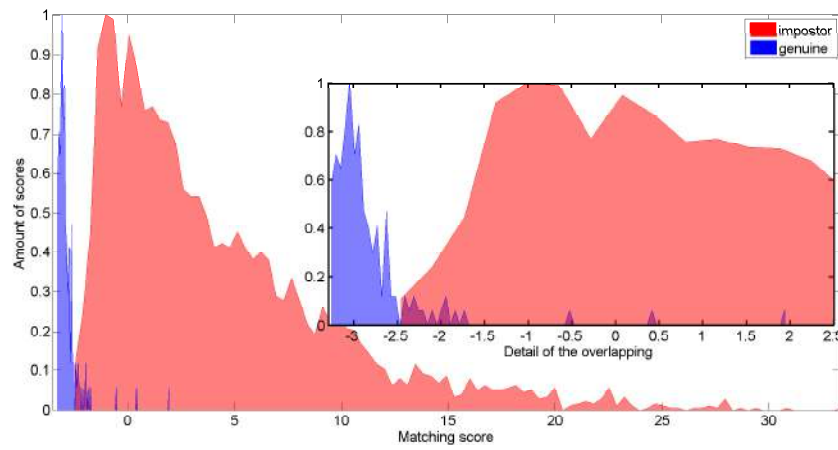 impostor
genuine
1
0.9
0.8
0.7
0.6
0.5
0.4
0.3
0.2
0.1
0
Amount of scores
0 5 10 15 20 25 30
Matching score
1
0.8
0.6
0.4
0.2
0
-3 -2.5 -2 -1.5 -1 -0.5 0 0.5 1 1.5 2 2.5
Detail of the overlapping